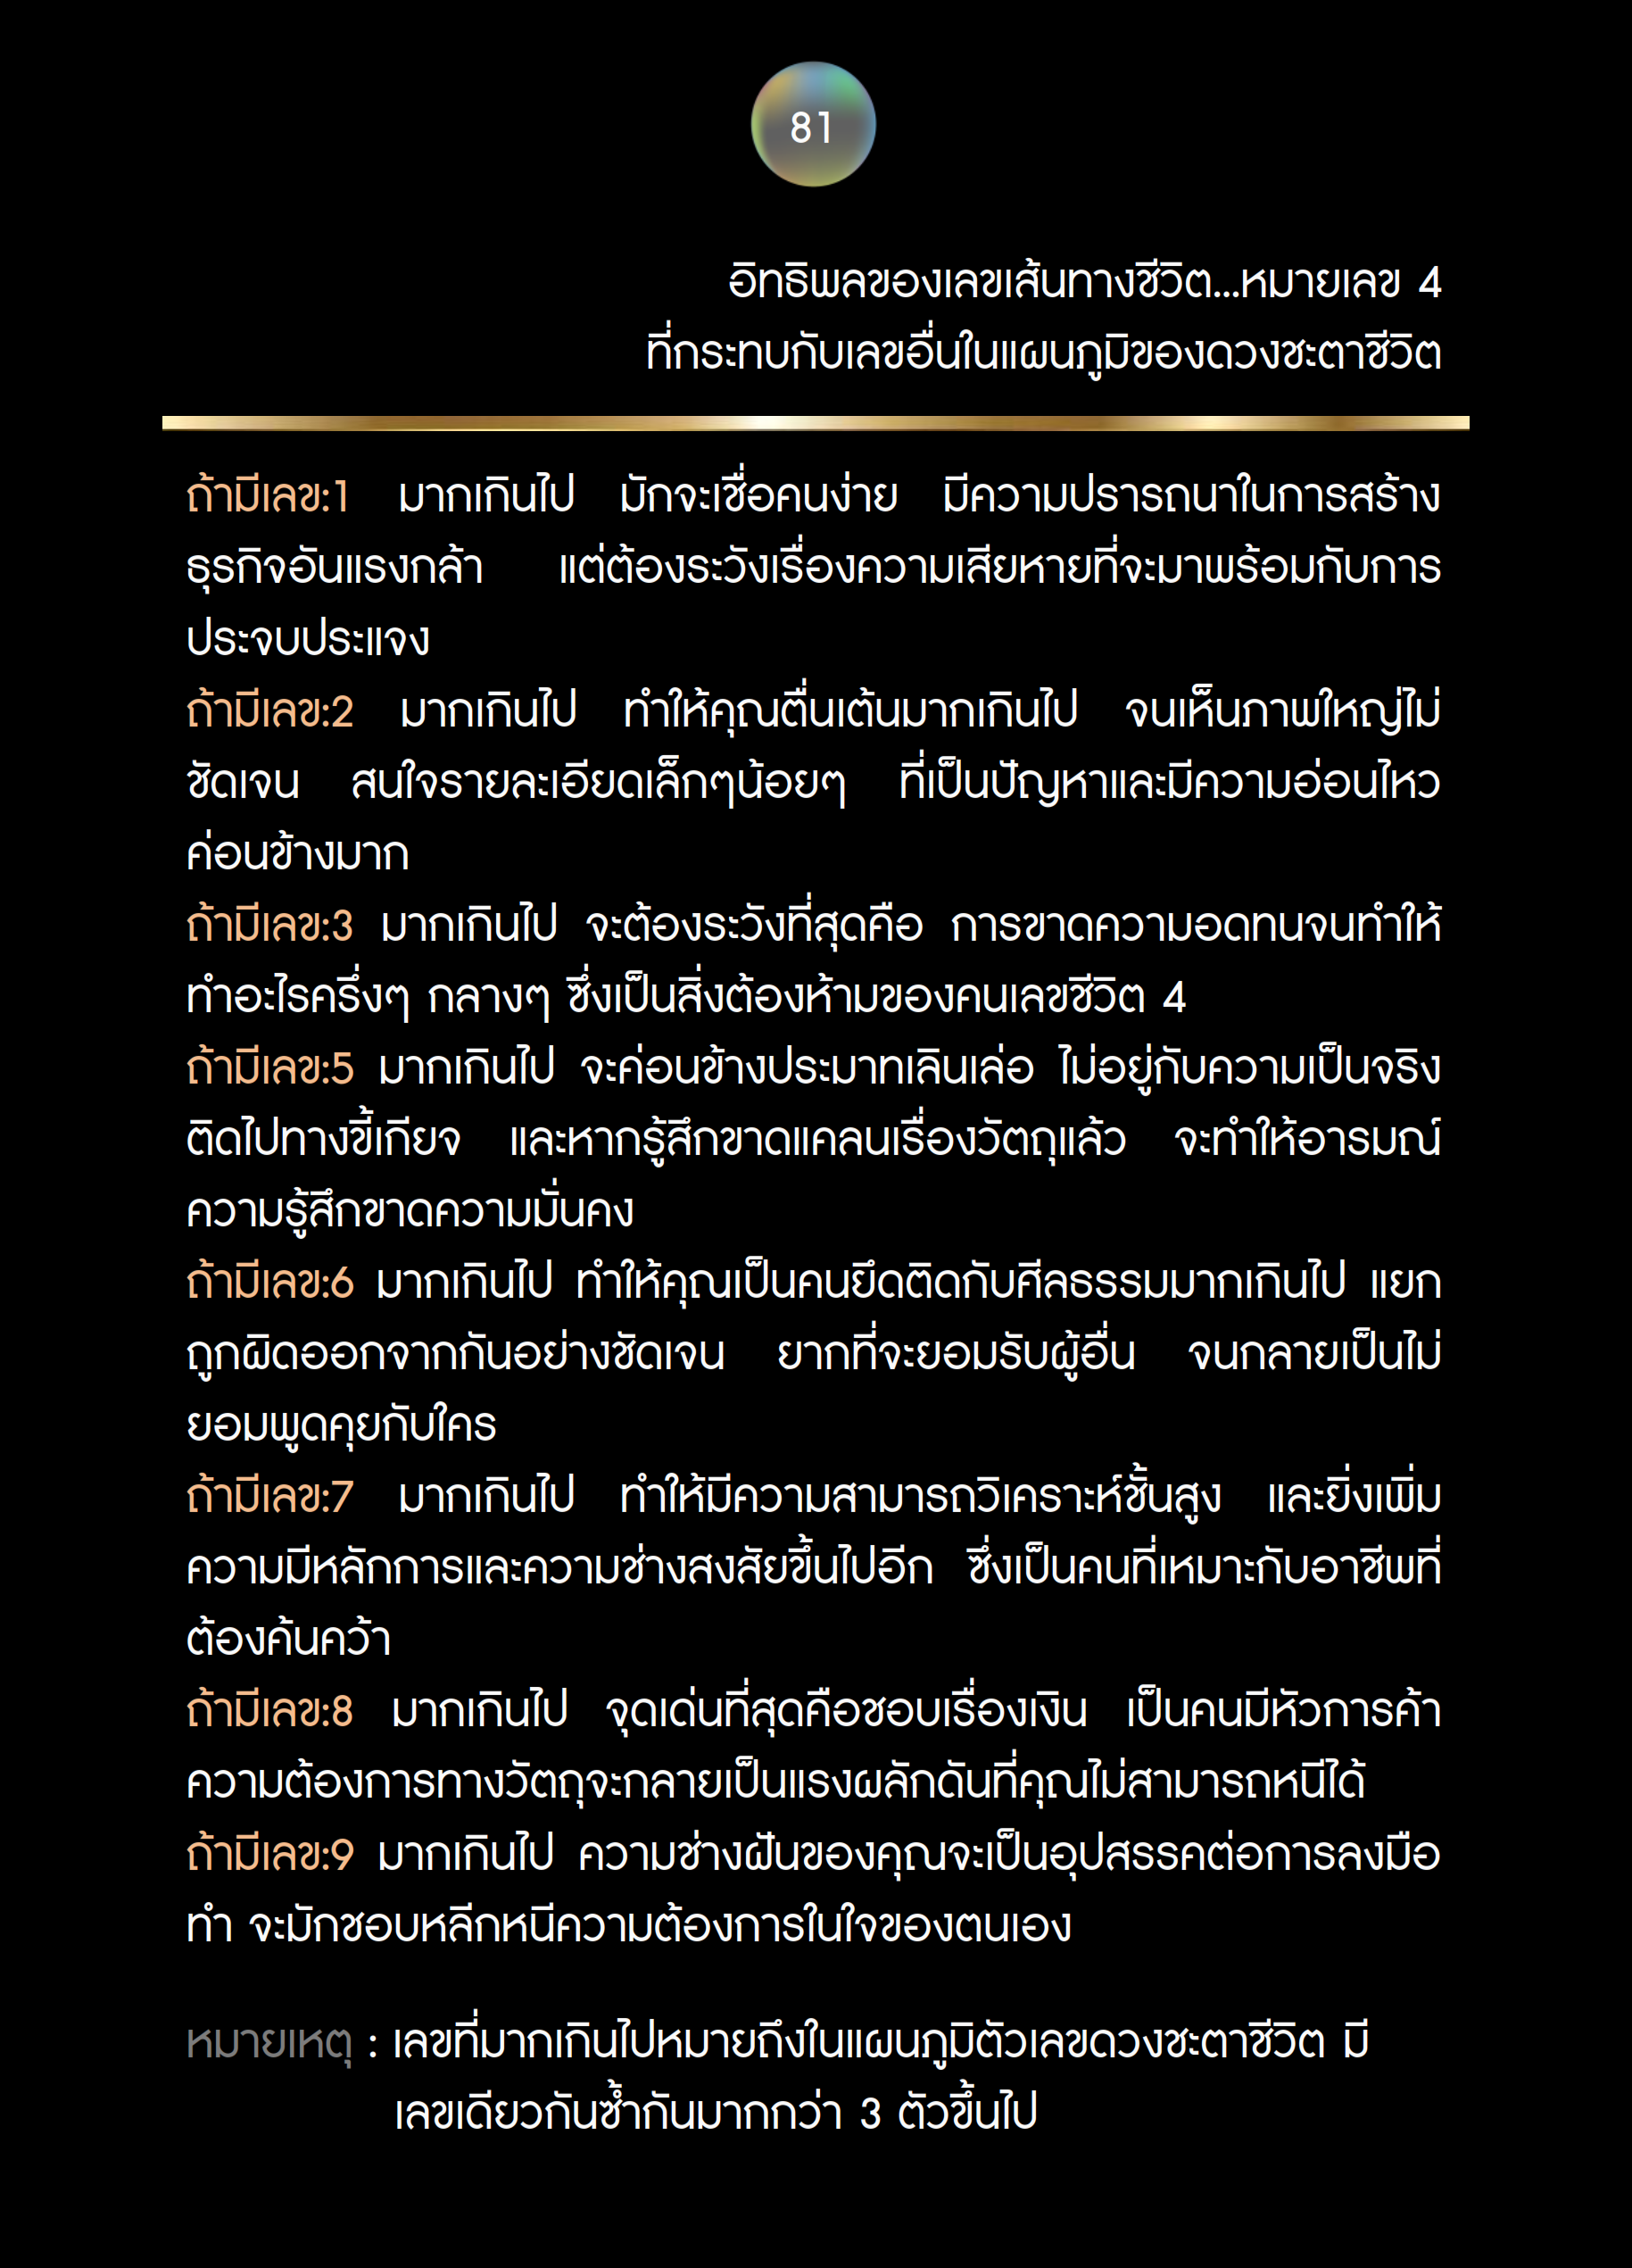 81
อิทธิพลของเลขเส้นทางชีวิต...หมายเลข 4
ที่กระทบกับเลขอื่นในแผนภูมิของดวงชะตาชีวิต
ถ้ามีเลข:1 มากเกินไป มักจะเชื่อคนง่าย มีความปรารถนาในการสร้าง
ธุรกิจอันแรงกล้า แต่ต้องระวังเรื่องความเสียหายที่จะมาพร้อมกับการ
ประจบประแจง
ถ้ามีเลข:2 มากเกินไป ทำให้คุณตื่นเต้นมากเกินไป จนเห็นภาพใหญ่ไม่
ชัดเจน สนใจรายละเอียดเล็กๆน้อยๆ ที่เป็นปัญหาและมีความอ่อนไหว
ค่อนข้างมาก
ถ้ามีเลข:3 มากเกินไป จะต้องระวังที่สุดคือ การขาดความอดทนจนทำให้
ทำอะไรครึ่งๆ กลางๆ ซึ่งเป็นสิ่งต้องห้ามของคนเลขชีวิต 4
ถ้ามีเลข:5 มากเกินไป จะค่อนข้างประมาทเลินเล่อ ไม่อยู่กับความเป็นจริง
ติดไปทางขี้เกียจ และหากรู้สึกขาดแคลนเรื่องวัตถุแล้ว จะทำให้อารมณ์
ความรู้สึกขาดความมั่นคง
ถ้ามีเลข:6 มากเกินไป ทำให้คุณเป็นคนยึดติดกับศีลธรรมมากเกินไป แยก
ถูกผิดออกจากกันอย่างชัดเจน ยากที่จะยอมรับผู้อื่น จนกลายเป็นไม่
ยอมพูดคุยกับใคร
ถ้ามีเลข:7 มากเกินไป ทำให้มีความสามารถวิเคราะห์ชั้นสูง และยิ่งเพิ่ม
ความมีหลักการและความช่างสงสัยขึ้นไปอีก ซึ่งเป็นคนที่เหมาะกับอาชีพที่
ต้องค้นคว้า
ถ้ามีเลข:8 มากเกินไป จุดเด่นที่สุดคือชอบเรื่องเงิน เป็นคนมีหัวการค้า
ความต้องการทางวัตถุจะกลายเป็นแรงผลักดันที่คุณไม่สามารถหนีได้
ถ้ามีเลข:9 มากเกินไป ความช่างฝันของคุณจะเป็นอุปสรรคต่อการลงมือ
ทำ จะมักชอบหลีกหนีความต้องการในใจของตนเอง
หมายเหตุ : เลขที่มากเกินไปหมายถึงในแผนภูมิตัวเลขดวงชะตาชีวิต มี
เลขเดียวกันซ้ำกันมากกว่า 3 ตัวขึ้นไป